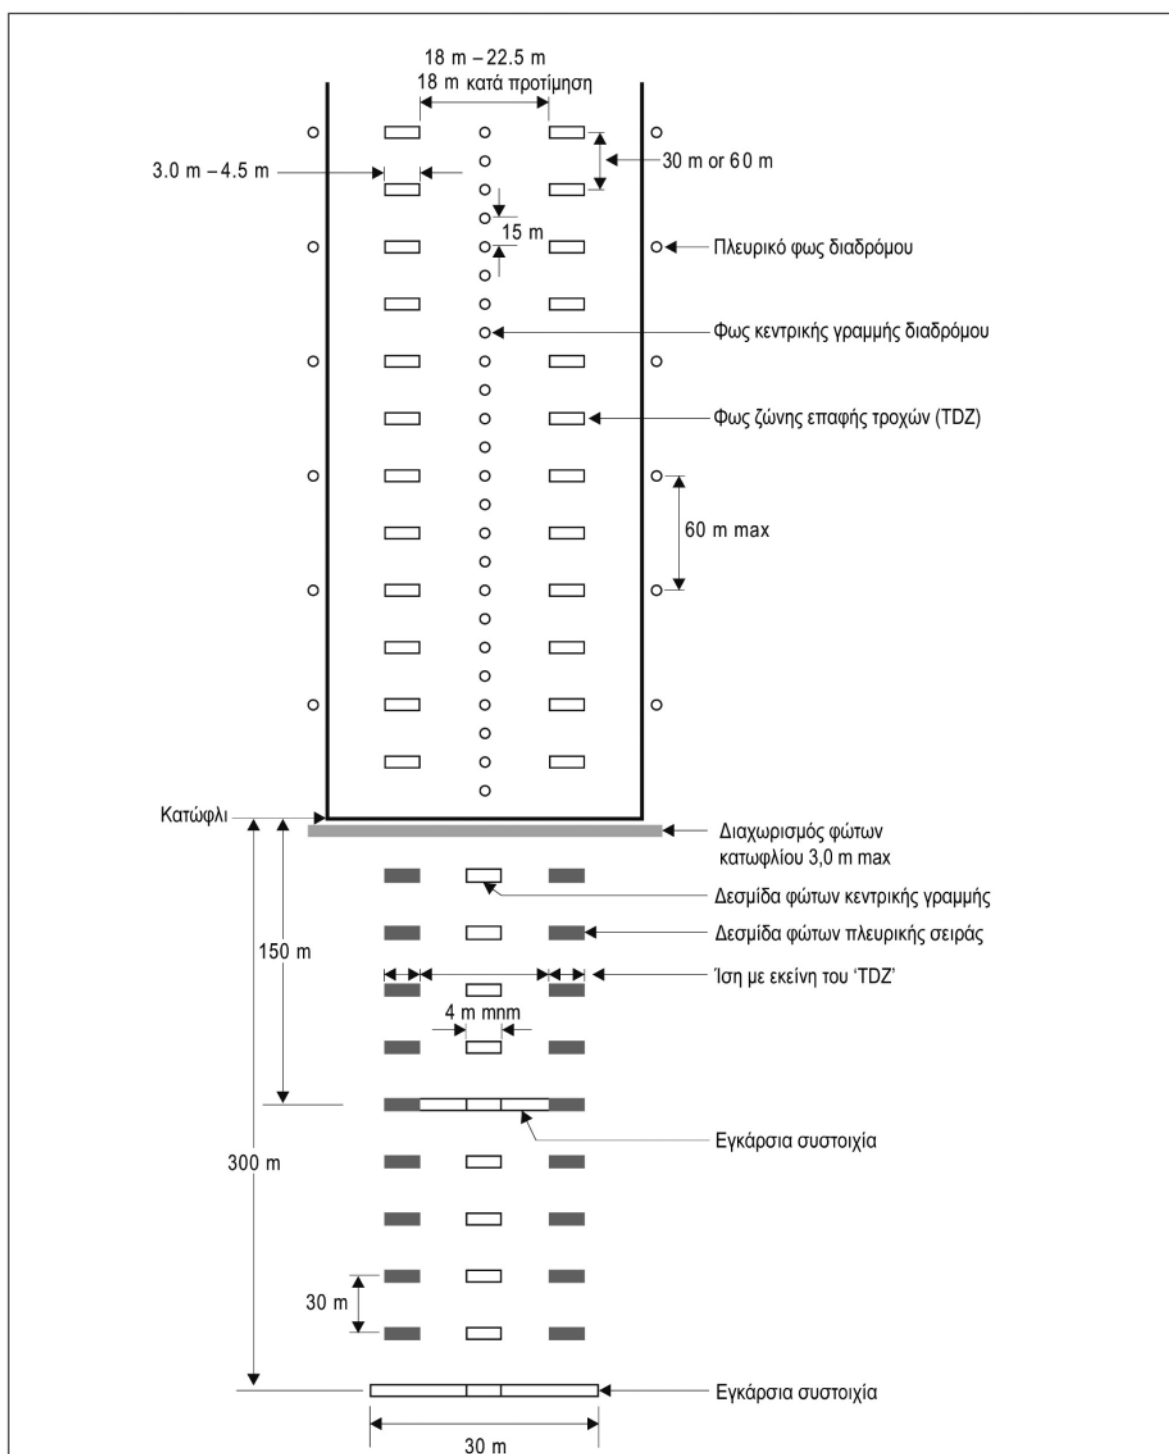 18 m – 22.5 m
18 m κατά προτίμηση
30 m or 60 m
3.0 m – 4.5 m
15 m
Πλευρικό φως διαδρόμου
Φως κεντρικής γραμμής διαδρόμου
Φως ζώνης επαφής τροχών (TDZ)
60 m max
Κατώφλι
Διαχωρισμός φώτων
κατωφλίου 3,0 m max
Δεσμίδα φώτων κεντρικής γραμμής
Δεσμίδα φώτων πλευρικής σειράς
150 m
Ίση με εκείνη του ‘TDZ’
4 m mnm
Εγκάρσια συστοιχία
300 m
30 m
Εγκάρσια συστοιχία
30 m